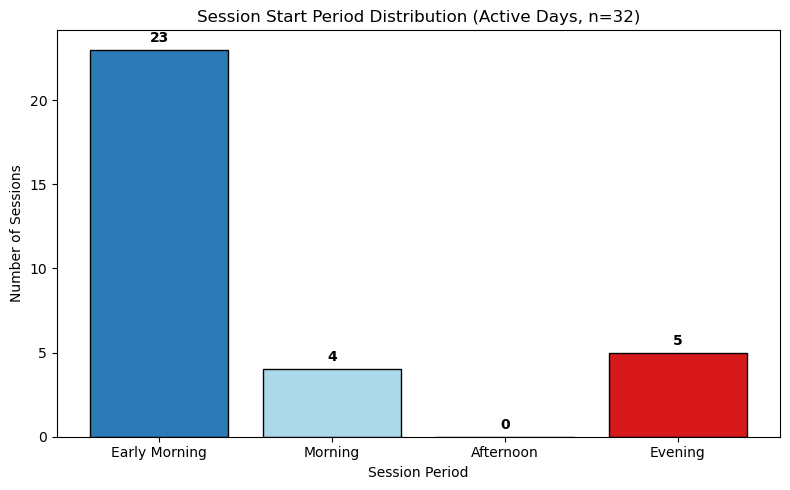 Session Start Period Distribution (Active Days, n=32)
Number of Sessions
20
15
10
5
0
23
4
0
5
Early Morning
Morning
Afternoon
Evening
Session Period